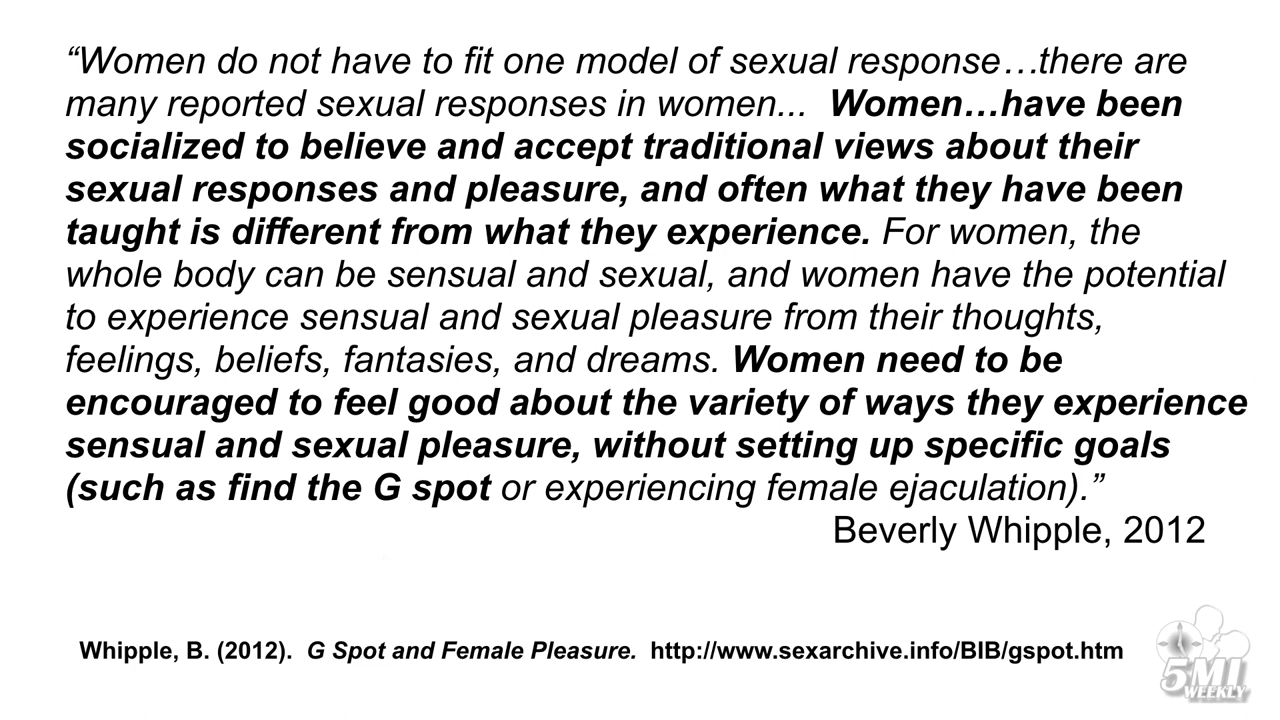 “Women do not have to fit one model of sexual response…there are
many reported sexual responses in women... Women…have been
socialized to believe and accept traditional views about their
sexual responses and pleasure, and often what they have been
taught is different from what they experience. For women, the
whole body can be sensual and sexual, and women have the potential
to experience sensual and sexual pleasure from their thoughts,
feelings, beliefs, fantasies, and dreams. Women need to be
encouraged to feel good about the variety of ways they experience
sensual and sexual pleasure, without setting up specific goals
(such as find the G spot or experiencing female ejaculation).”
Beverly Whipple, 2012
Whipple, B. (2012). G Spot and Female Pleasure. http://www.sexarchive.info/BIB/gspot.htm
5MI
WEEKLY